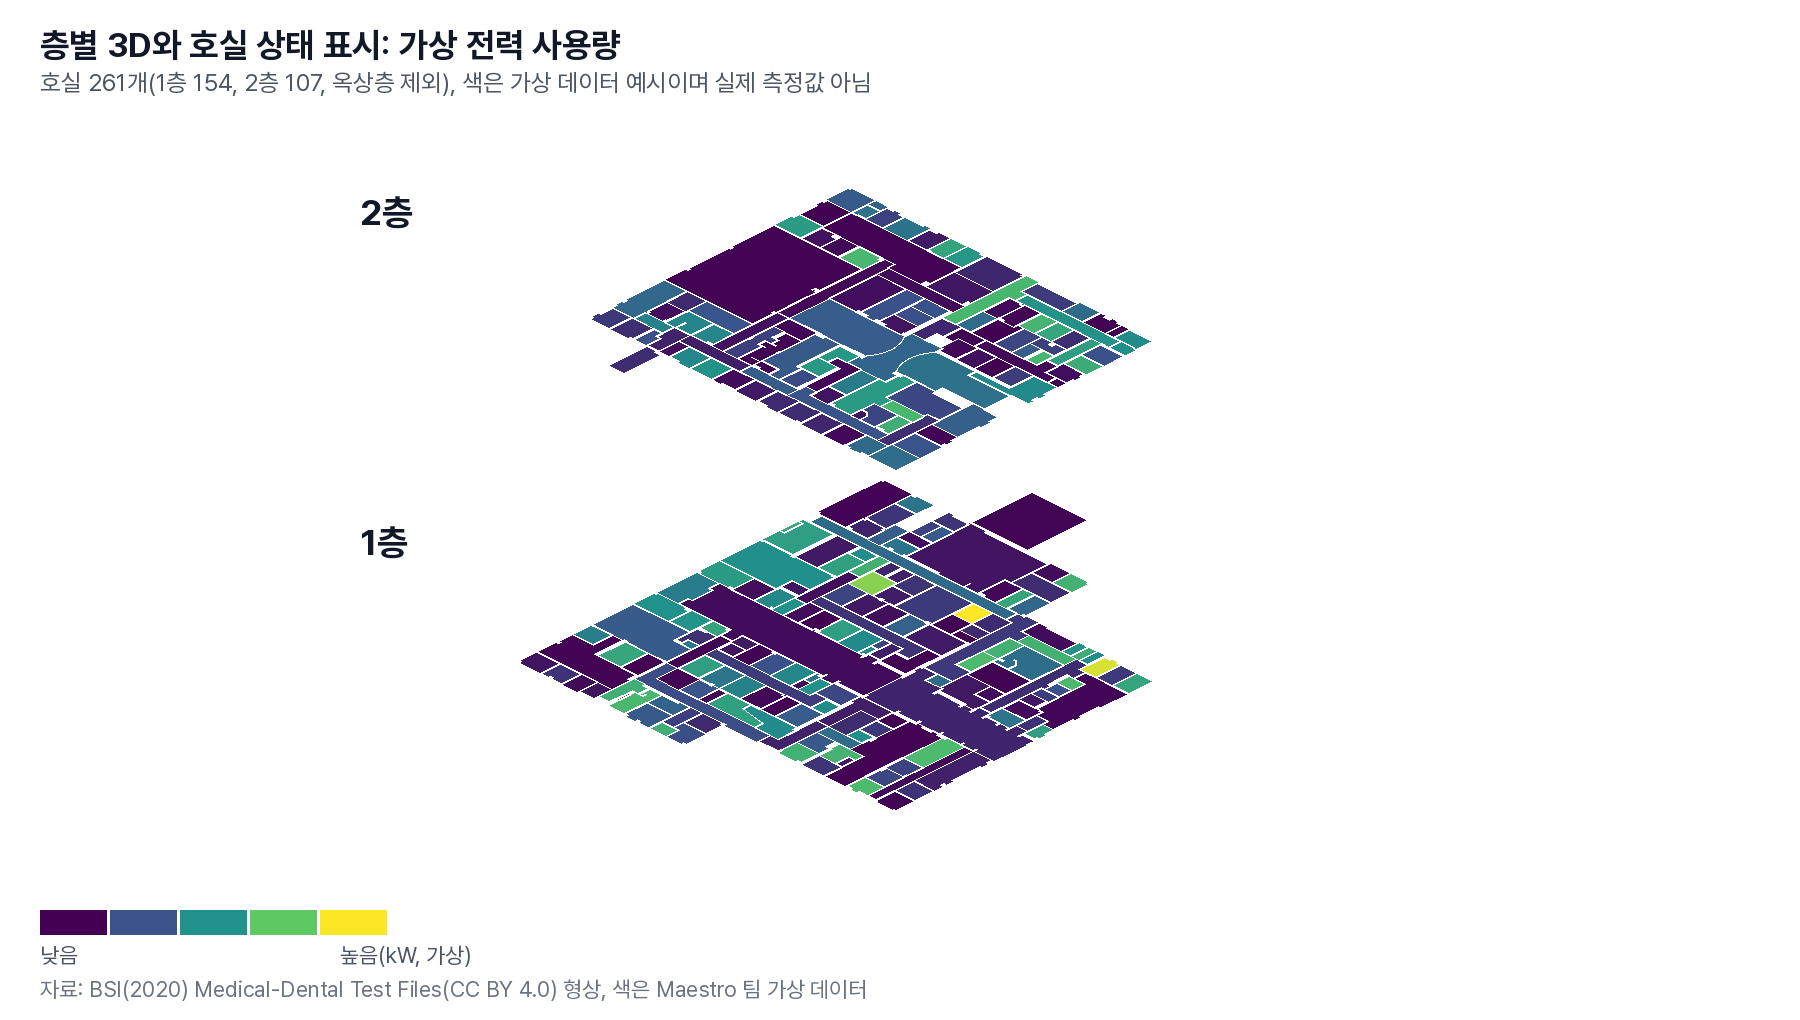 층별 3D와 호실 상태 표시: 가상 전력 사용량
호실 261개(1층 154, 2층 107, 옥상층 제외), 색은 가상 데이터 예시이며 실제 측정값 아님
2층
1층
낮음
높음(kW, 가상)
자료: BSI(2020) Medical-Dental Test Files(CC BY 4.0) 형상, 색은 Maestro 팀 가상 데이터